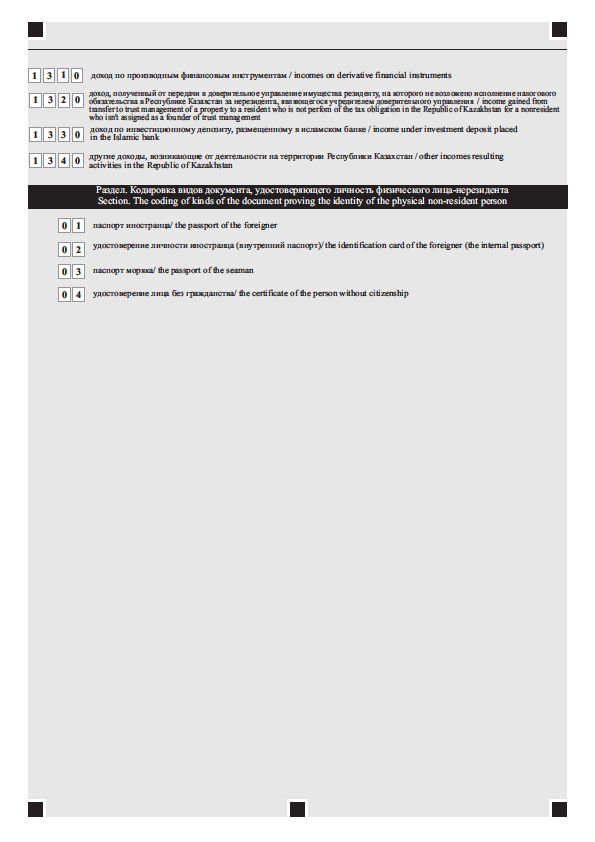 1 3 1 0 доход по производным финансовым инструментам / incomes on derivative financial instruments
1 3 2 0 доход, полученный от передачи в доверительное управление имущества резиденту, на которого не возложено исполнение налогового
обязательства в Республике Казахстан за нерезидента, являющегося учредителем доверительного управления / income gained from
transfer to trust management of a property to a resident who is not perfom of the tax obligation in the Republic of Kazakhstan for a nonresident
who isn't assigned as a founder of trust management
1 3 3 0 доход по инвестиционному депозиту, размещенному в исламском банке / income under investment deposit placed
in the Islamic bank
1 3 4 0 другие доходы, возникающие от деятельности на территории Республики Казахстан / other incomes resulting
activities in the Republic of Kazakhstan
Раздел. Кодировка видов документа, удостоверяющего личность физического лица-нерезидента
Section. The coding of kinds of the document proving the identity of the physical non-resident person
0 1 паспорт иностранца/ the passport of the foreigner
0 2 удостоверение личности иностранца (внутренний паспорт)/ the identification card of the foreigner (the internal passport)
0 3 паспорт моряка/ the passport of the seaman
0 4 удостоверение лица без гражданства/ the certificate of the person without citizenship